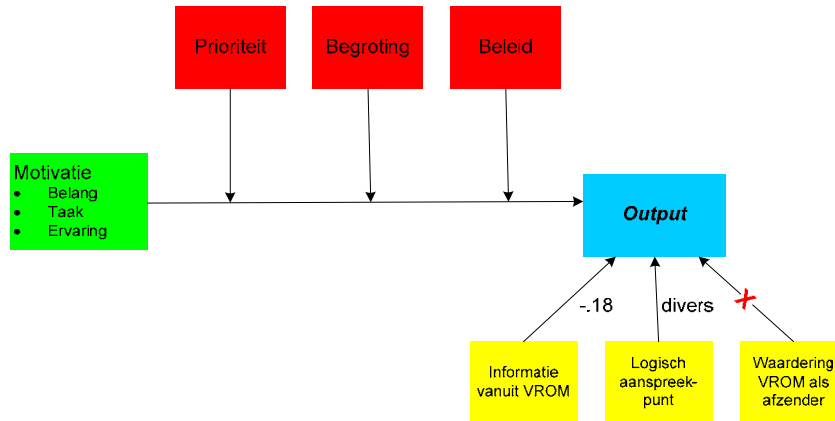 Prioriteit
Begroting
Beleid
Motivatie
• Belang
• Taak
• Ervaring
Output
-.18
divers
Informatie
vanuit VROM
Logisch
aanspreek-
punt
Waardering
VROM als
afzender